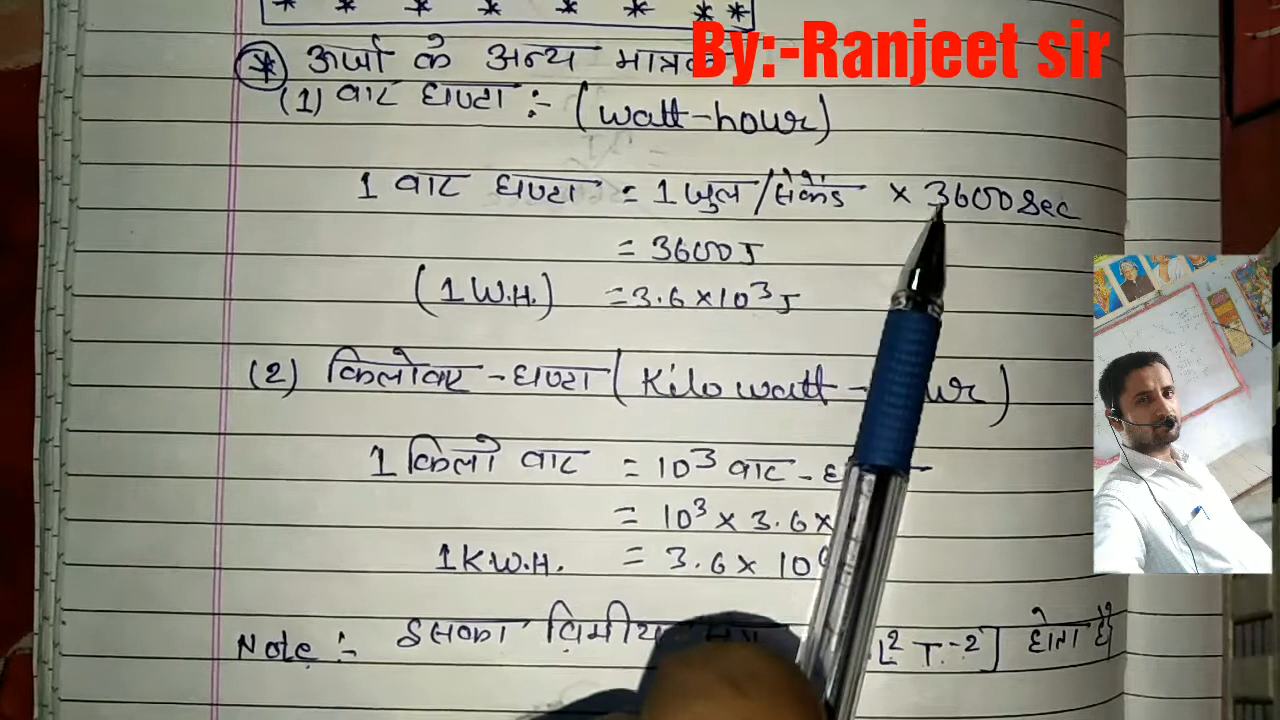 By:-Ranjeet sir
* * * * * * * *
* ऊर्जा के अन्य मात्रक
(1) वाट घण्टा :- (watt-hour)
1 वाट घण्टा = 1 जुल/सेकेंड × 3600 Sec
= 3600 J
(1 W.H.) = 3.6 × 10³ J
(2) किलोवाट - घण्टा (Kilo watt -
1 किलो वाट = 10³ वाट -
= 10³ × 3.6 ×
1 K.W.H. = 3.6 × 10
Note :- इसका विमीय L² T⁻²] होता है